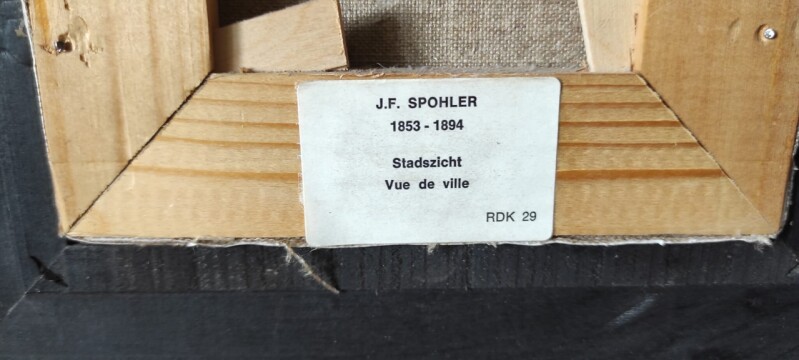 J.F. SPOHLER
1853 - 1894
Stadszicht
Vue de ville
RDK 29